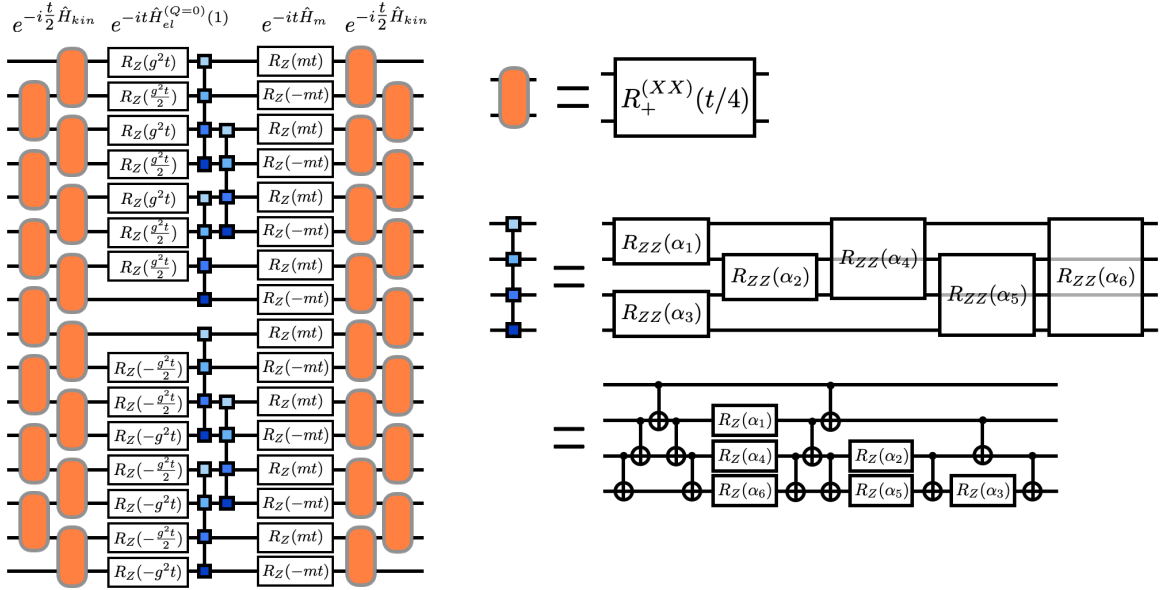 e^{-i\frac{t}{2}\hat{H}_{kin}} e^{-it\hat{H}_{el}^{(Q=0)}(1)} e^{-it\hat{H}_m} e^{-i\frac{t}{2}\hat{H}_{kin}}
R_Z(g^2t) R_Z(mt)
R_Z(\frac{g^2t}{2}) R_Z(-mt)
R_Z(g^2t) R_Z(mt)
R_Z(\frac{g^2t}{2}) R_Z(-mt)
R_Z(g^2t) R_Z(mt)
R_Z(\frac{g^2t}{2}) R_Z(-mt)
R_Z(\frac{g^2t}{2}) R_Z(mt)
R_Z(-mt)
R_Z(mt)
R_Z(-\frac{g^2t}{2}) R_Z(-mt)
R_Z(-\frac{g^2t}{2}) R_Z(mt)
R_Z(-g^2t) R_Z(-mt)
R_Z(-\frac{g^2t}{2}) R_Z(mt)
R_Z(-g^2t) R_Z(-mt)
R_Z(-\frac{g^2t}{2}) R_Z(mt)
R_Z(-g^2t) R_Z(-mt)
= R_+^{(XX)}(t/4)
R_{ZZ}(\alpha_1) R_{ZZ}(\alpha_4)
= R_{ZZ}(\alpha_2) R_{ZZ}(\alpha_6)
R_{ZZ}(\alpha_3) R_{ZZ}(\alpha_5)
= R_Z(\alpha_1)
R_Z(\alpha_4) R_Z(\alpha_2)
R_Z(\alpha_6) R_Z(\alpha_5) R_Z(\alpha_3)